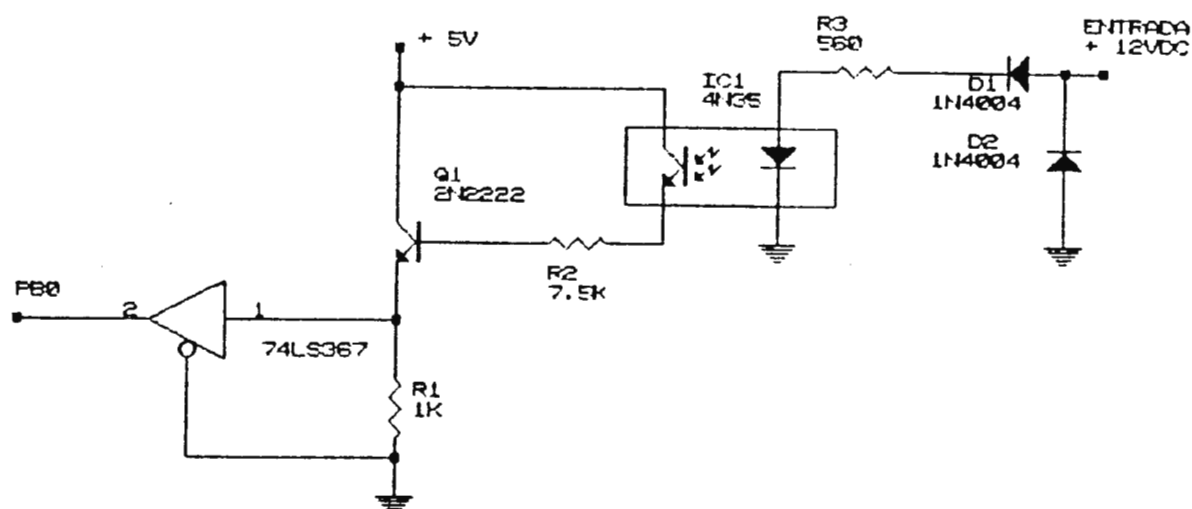 + 5V
R3
560
ENTRADA
+ 12VDC
IC1
4N35
D1
1N4004
D2
1N4004
Q1
2N2222
R2
7.5K
PB0
2
1
74LS367
R1
1K